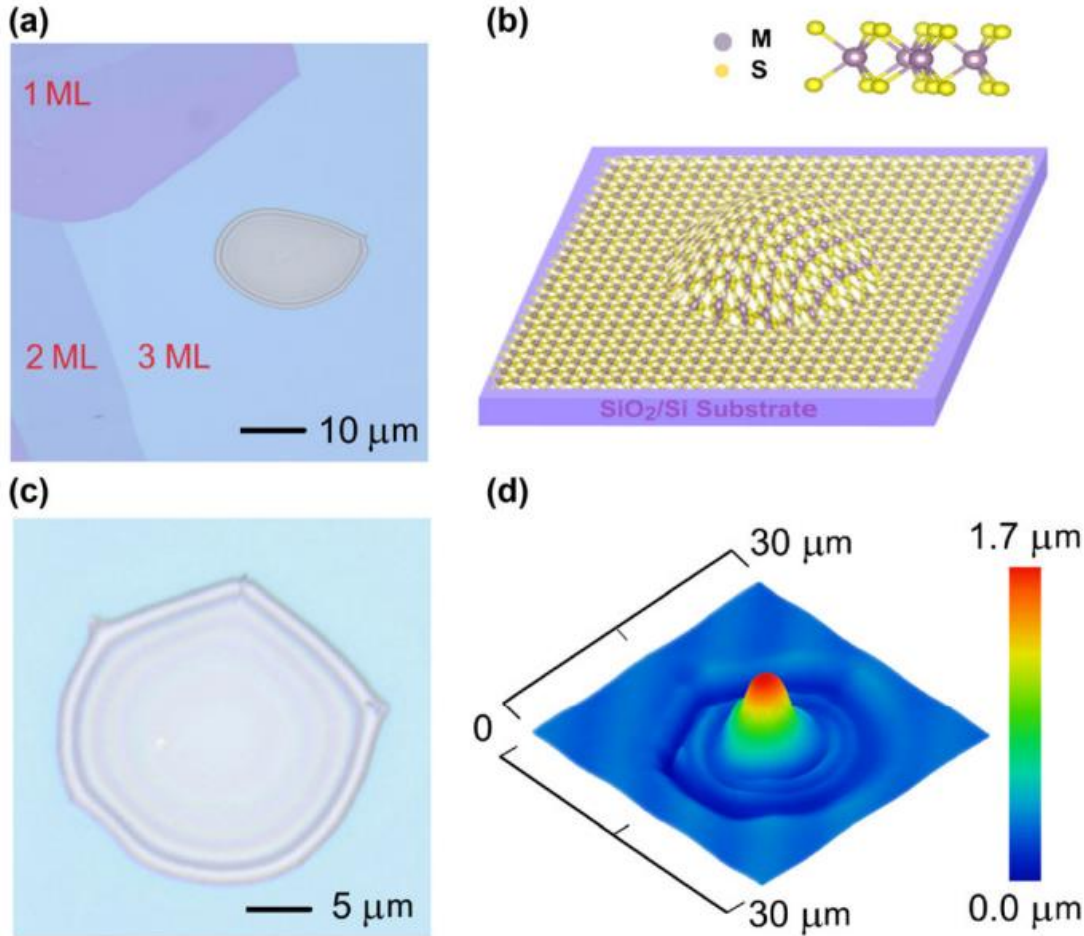 (a)
1 ML
2 ML
3 ML
10 μm
(b)
M
S
SiO₂/Si Substrate
(c)
5 μm
(d)
30 μm
0
30 μm
1.7 μm
0.0 μm